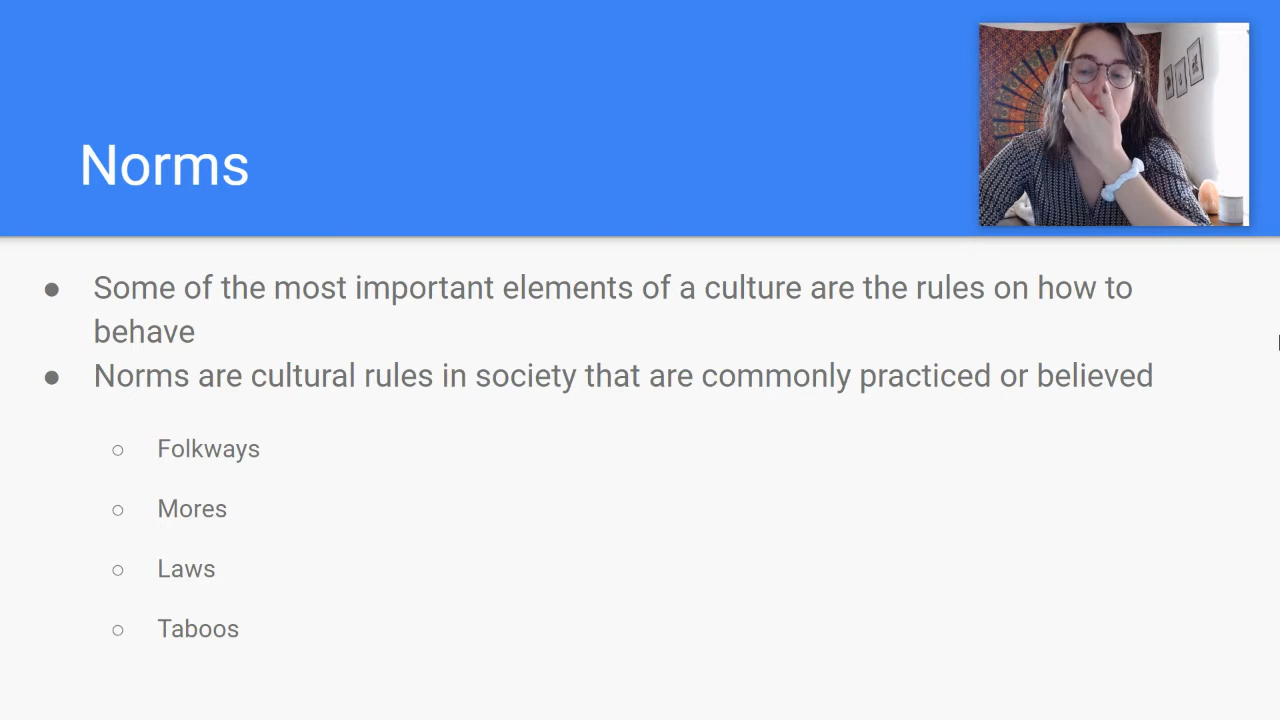 Norms
Some of the most important elements of a culture are the rules on how to
behave
Norms are cultural rules in society that are commonly practiced or believed
Folkways
Mores
Laws
Taboos